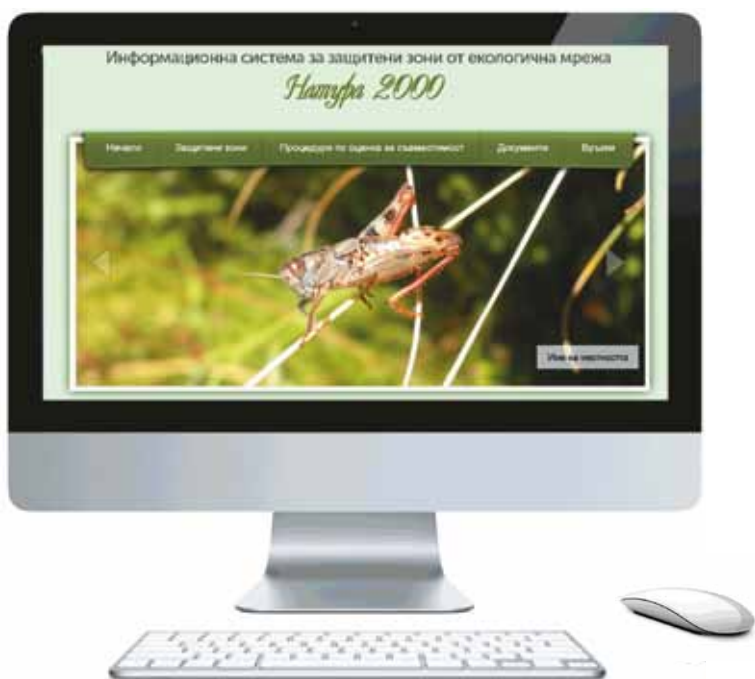 Информационна система за защитени зони от екологична мрежа
Натура 2000
Начало Защитени зони Процедури по оценка за съвместимост Документи Връзки
Име на местността